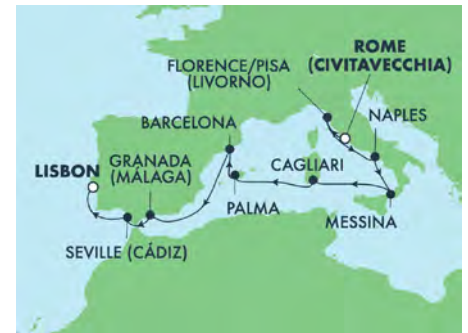 ROME
(CIVITAVECCHIA)
FLORENCE/PISA
(LIVORNO)
NAPLES
BARCELONA
GRANADA
(MÁLAGA)
CAGLIARI
LISBON
PALMA
MESSINA
SEVILLE (CÁDIZ)